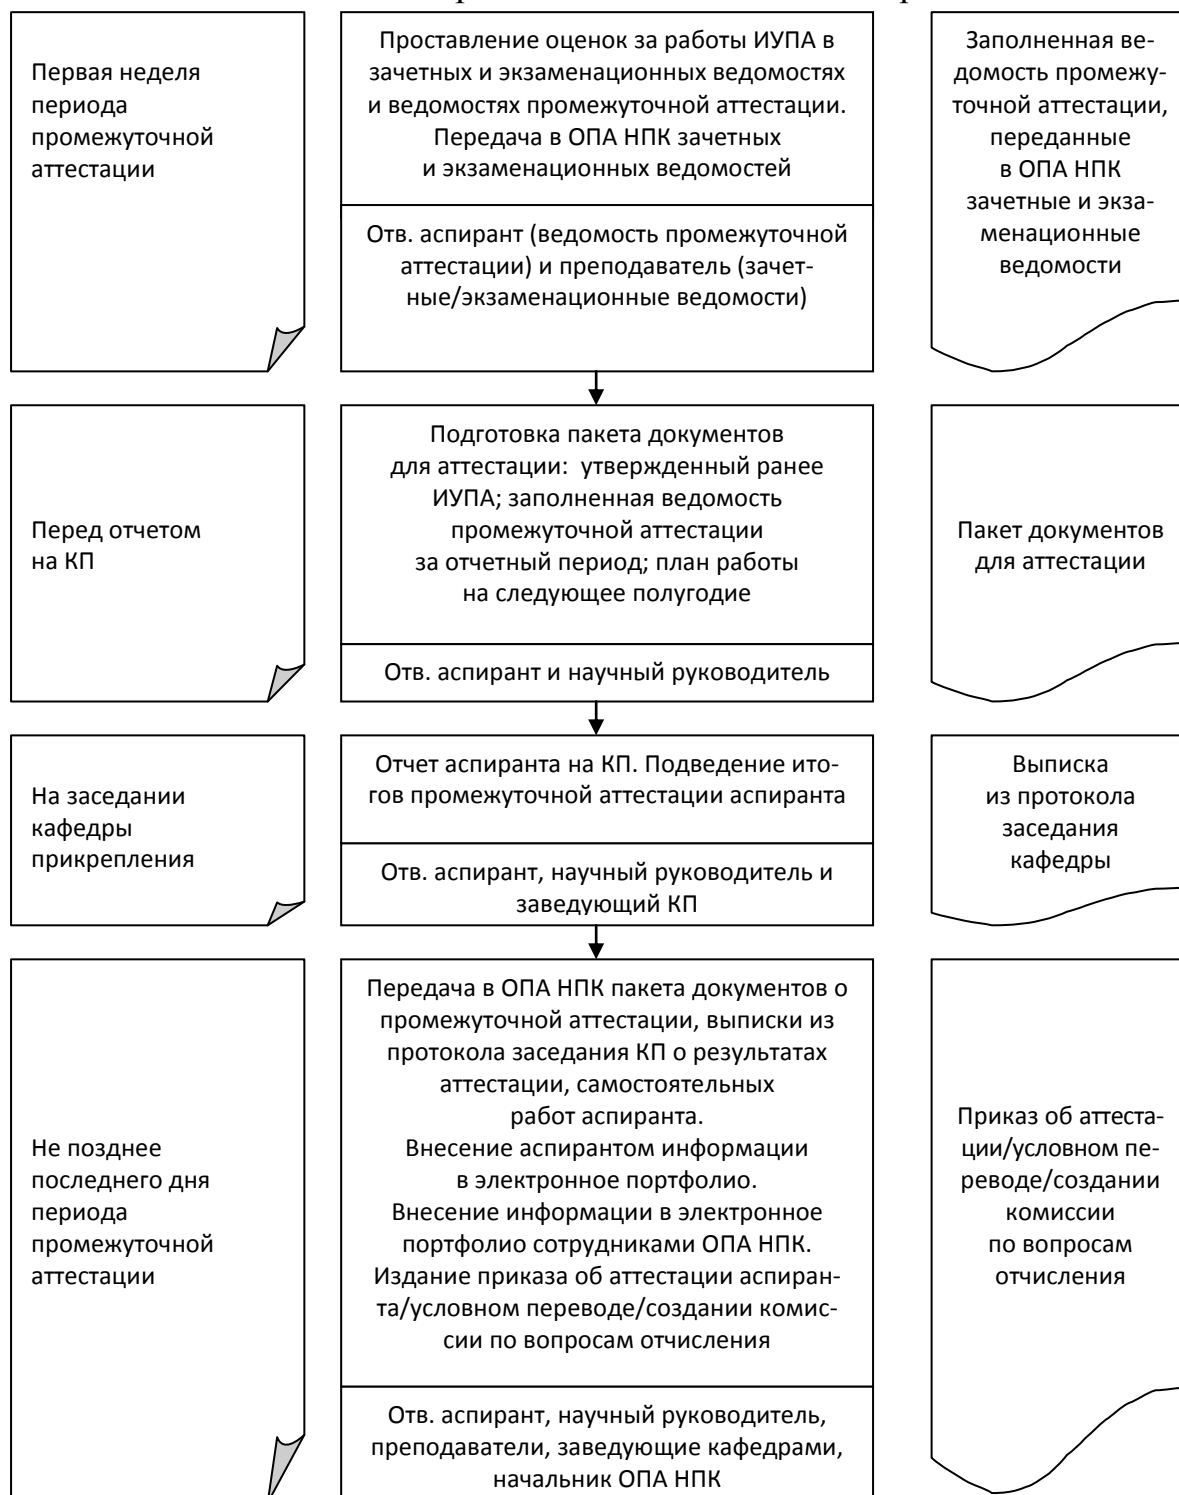 Первая неделя
периода
промежуточной
аттестации
Проставление оценок за работы ИУПА в
зачетных и экзаменационных ведомостях
и ведомостях промежуточной аттестации.
Передача в ОПА НПК зачетных
и экзаменационных ведомостей
Отв. аспирант (ведомость промежуточной
аттестации) и преподаватель (зачет-
ные/экзаменационные ведомости)
Заполненная ве-
домость промежу-
точной аттестации,
переданные
в ОПА НПК
зачетные и экза-
менационные
ведомости
Перед отчетом
на КП
Подготовка пакета документов
для аттестации: утвержденный ранее
ИУПА; заполненная ведомость
промежуточной аттестации
за отчетный период; план работы
на следующее полугодие
Отв. аспирант и научный руководитель
Пакет документов
для аттестации
На заседании
кафедры
прикрепления
Отчет аспиранта на КП. Подведение ито-
гов промежуточной аттестации аспиранта
Отв. аспирант, научный руководитель и
заведующий КП
Выписка
из протокола
заседания
кафедры
Не позднее
последнего дня
периода
промежуточной
аттестации
Передача в ОПА НПК пакета документов о
промежуточной аттестации, выписки из
протокола заседания КП о результатах
аттестации, самостоятельных
работ аспиранта.
Внесение аспирантом информации
в электронное портфолио.
Внесение информации в электронное
портфолио сотрудниками ОПА НПК.
Издание приказа об аттестации аспиран-
та/условном переводе/создании комис-
сии по вопросам отчисления
Отв. аспирант, научный руководитель,
преподаватели, заведующие кафедрами,
начальник ОПА НПК
Приказ об аттеста-
ции/условном пе-
реводе/создании
комиссии
по вопросам
отчисления